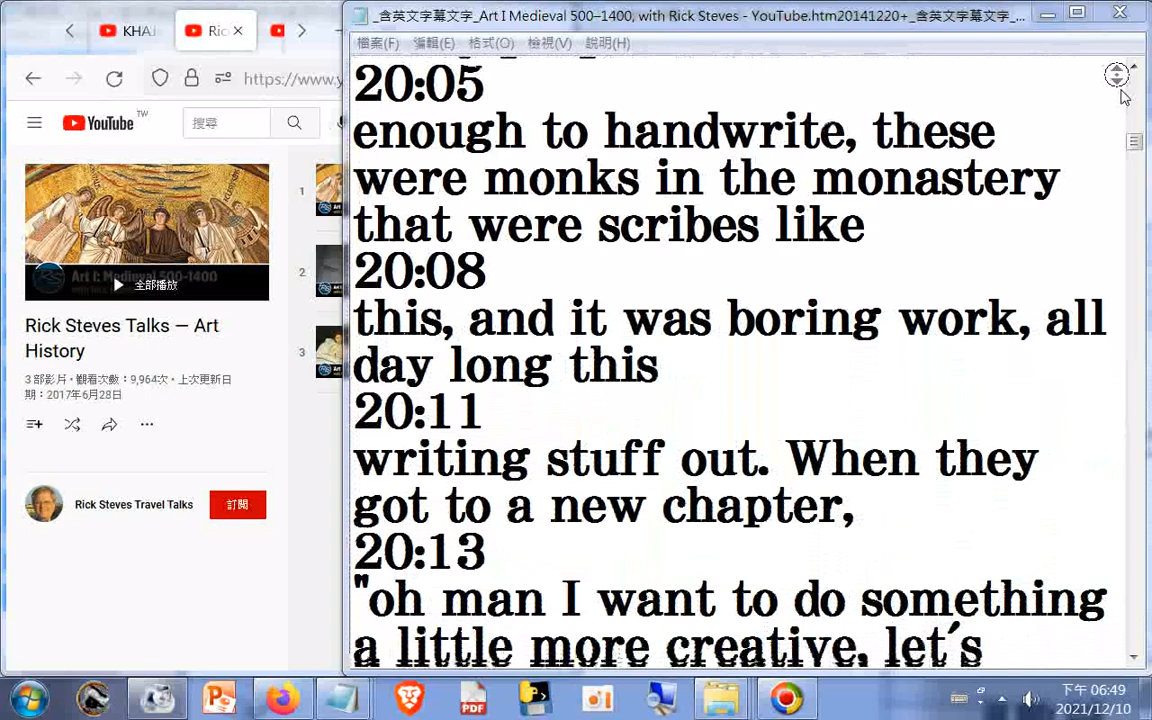 KHAJ
Ric
https://www.y
YouTube
TW
搜尋
Art I: Medieval 500-1400
全部播放
Rick Steves Talks — Art
History
3 部影片・觀看次數：9,964次・上次更新日
期：2017年6月28日
Rick Steves Travel Talks
訂閱
1
2
3
_含英文字幕文字_Art I Medieval 500–1400, with Rick Steves - YouTube.htm20141220+_含英文字幕文字_...
檔案(F) 編輯(E) 格式(O) 檢視(V) 說明(H)
20:05
enough to handwrite, these
were monks in the monastery
that were scribes like
20:08
this, and it was boring work, all
day long this
20:11
writing stuff out. When they
got to a new chapter,
20:13
"oh man I want to do something
a little more creative, let's
PDF
下午 06:49
2021/12/10